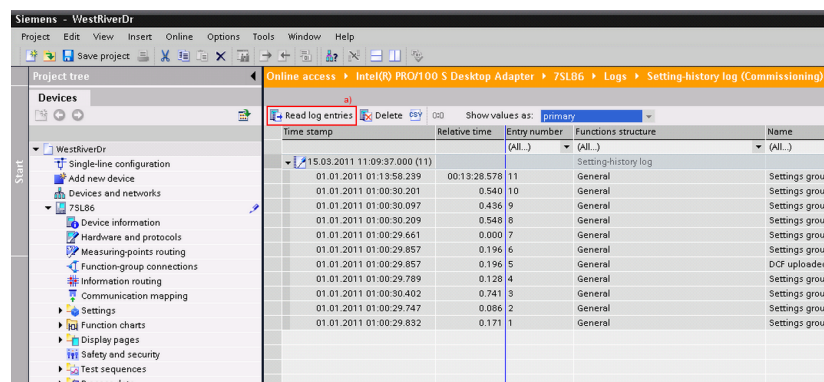 Siemens - WestRiverDr
Project Edit View Insert Online Options Tools Window Help
Save project
Project tree
Online access Intel(R) PRO/100 S Desktop Adapter 7SL86 Logs Setting-history log (Commissioning)
Devices
a)
Read log entries Delete CSV Show values as: primary
Time stamp Relative time Entry number Functions structure Name
(All...) (All...) (All...)
Start
WestRiverDr
Single-line configuration
Add new device
Devices and networks
7SL86
Device information
Hardware and protocols
Measuring-points routing
Function-group connections
Information routing
Communication mapping
Settings
Function charts
Display pages
Safety and security
Test sequences
15.03.2011 11:09:37.000 (11) Setting-history log
01.01.2011 01:13:58.239 00:13:28.578 11 General Settings grou
01.01.2011 01:00:30.201 0.540 10 General Settings grou
01.01.2011 01:00:30.097 0.436 9 General Settings grou
01.01.2011 01:00:30.209 0.548 8 General Settings grou
01.01.2011 01:00:29.661 0.000 7 General Settings grou
01.01.2011 01:00:29.857 0.196 6 General Settings grou
01.01.2011 01:00:29.857 0.196 5 General DCF uploaded
01.01.2011 01:00:29.789 0.128 4 General Settings grou
01.01.2011 01:00:30.402 0.741 3 General Settings grou
01.01.2011 01:00:29.747 0.086 2 General Settings grou
01.01.2011 01:00:29.832 0.171 1 General Settings grou